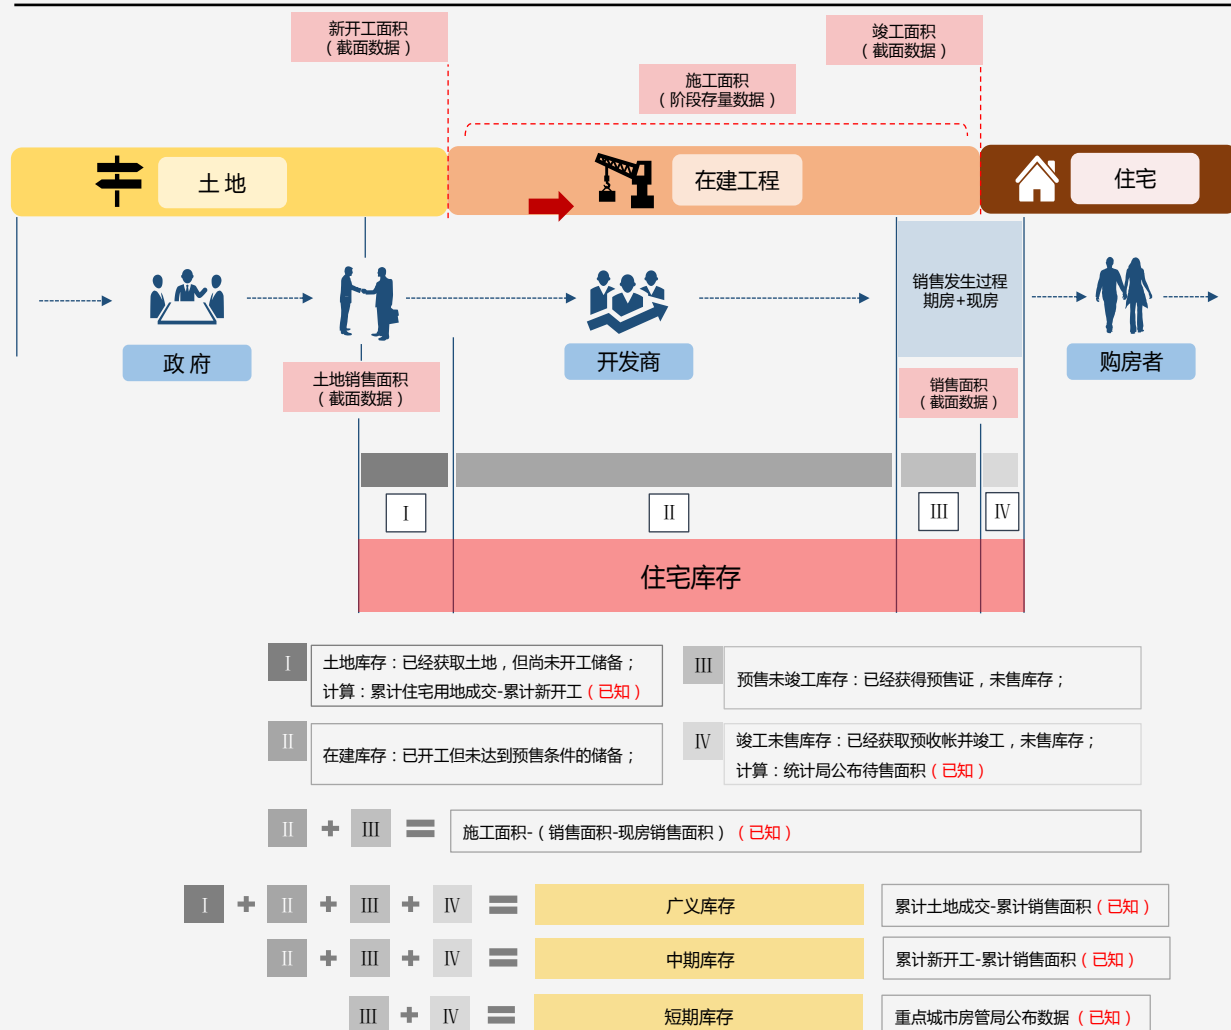 新开工面积
（截面数据）
竣工面积
（截面数据）
施工面积
（阶段存量数据）
土地
在建工程
住宅
销售发生过程
期房+现房
政府
开发商
购房者
土地销售面积
（截面数据）
销售面积
（截面数据）
Ⅰ
Ⅱ
Ⅲ
Ⅳ
住宅库存
Ⅰ
土地库存：已经获取土地，但尚未开工储备；
计算：累计住宅用地成交-累计新开工（已知）
Ⅲ
预售未竣工库存：已经获得预售证，未售库存；
Ⅱ
在建库存：已开工但未达到预售条件的储备；
Ⅳ
竣工未售库存：已经获取预收帐并竣工，未售库存；
计算：统计局公布待售面积（已知）
Ⅱ + Ⅲ = 施工面积-（销售面积-现房销售面积）（已知）
Ⅰ + Ⅱ + Ⅲ + Ⅳ = 广义库存 累计土地成交-累计销售面积（已知）
Ⅱ + Ⅲ + Ⅳ = 中期库存 累计新开工-累计销售面积（已知）
Ⅲ + Ⅳ = 短期库存 重点城市房管局公布数据（已知）